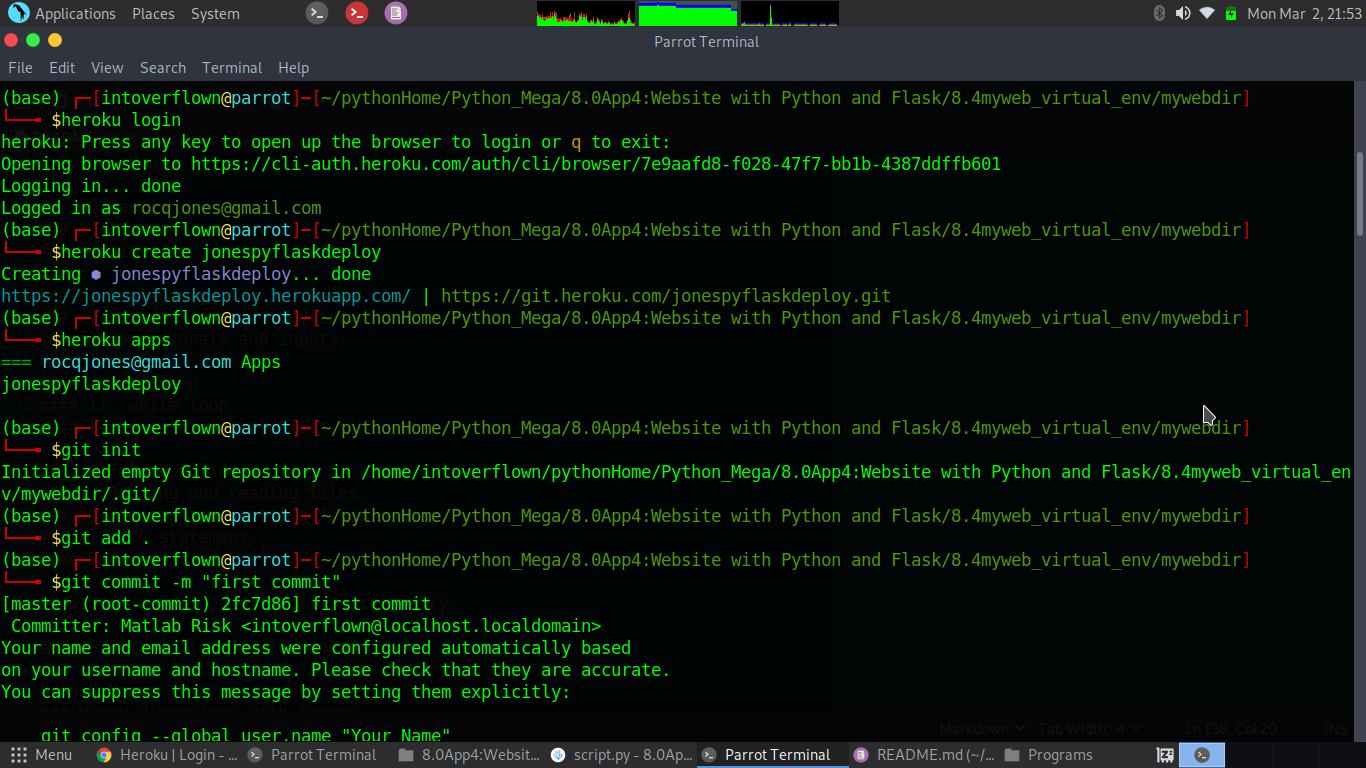 Applications Places System
Mon Mar 2, 21:53
Parrot Terminal
File Edit View Search Terminal Help
(base) ┌─[intoverflown@parrot]─[~/pythonHome/Python_Mega/8.0App4:Website with Python and Flask/8.4myweb_virtual_env/mywebdir]
└──╼ $heroku login
heroku: Press any key to open up the browser to login or q to exit:
Opening browser to https://cli-auth.heroku.com/auth/cli/browser/7e9aafd8-f028-47f7-bb1b-4387ddffb601
Logging in... done
Logged in as rocqjones@gmail.com
(base) ┌─[intoverflown@parrot]─[~/pythonHome/Python_Mega/8.0App4:Website with Python and Flask/8.4myweb_virtual_env/mywebdir]
└──╼ $heroku create jonespyflaskdeploy
Creating ⬢ jonespyflaskdeploy... done
https://jonespyflaskdeploy.herokuapp.com/ | https://git.heroku.com/jonespyflaskdeploy.git
(base) ┌─[intoverflown@parrot]─[~/pythonHome/Python_Mega/8.0App4:Website with Python and Flask/8.4myweb_virtual_env/mywebdir]
└──╼ $heroku apps
=== rocqjones@gmail.com Apps
jonespyflaskdeploy
(base) ┌─[intoverflown@parrot]─[~/pythonHome/Python_Mega/8.0App4:Website with Python and Flask/8.4myweb_virtual_env/mywebdir]
└──╼ $git init
Initialized empty Git repository in /home/intoverflown/pythonHome/Python_Mega/8.0App4:Website with Python and Flask/8.4myweb_virtual_en
v/mywebdir/.git/
(base) ┌─[intoverflown@parrot]─[~/pythonHome/Python_Mega/8.0App4:Website with Python and Flask/8.4myweb_virtual_env/mywebdir]
└──╼ $git add .
(base) ┌─[intoverflown@parrot]─[~/pythonHome/Python_Mega/8.0App4:Website with Python and Flask/8.4myweb_virtual_env/mywebdir]
└──╼ $git commit -m "first commit"
[master (root-commit) 2fc7d86] first commit
Committer: Matlab Risk <intoverflown@localhost.localdomain>
Your name and email address were configured automatically based
on your username and hostname. Please check that they are accurate.
You can suppress this message by setting them explicitly:
git config --global user.name "Your Name"
Markdown Tab Width: 4 Ln 138, Col 20 INS
Menu Heroku | Login - ... Parrot Terminal 8.0App4:Websit... script.py - 8.0Ap... Parrot Terminal README.md (~/... Programs